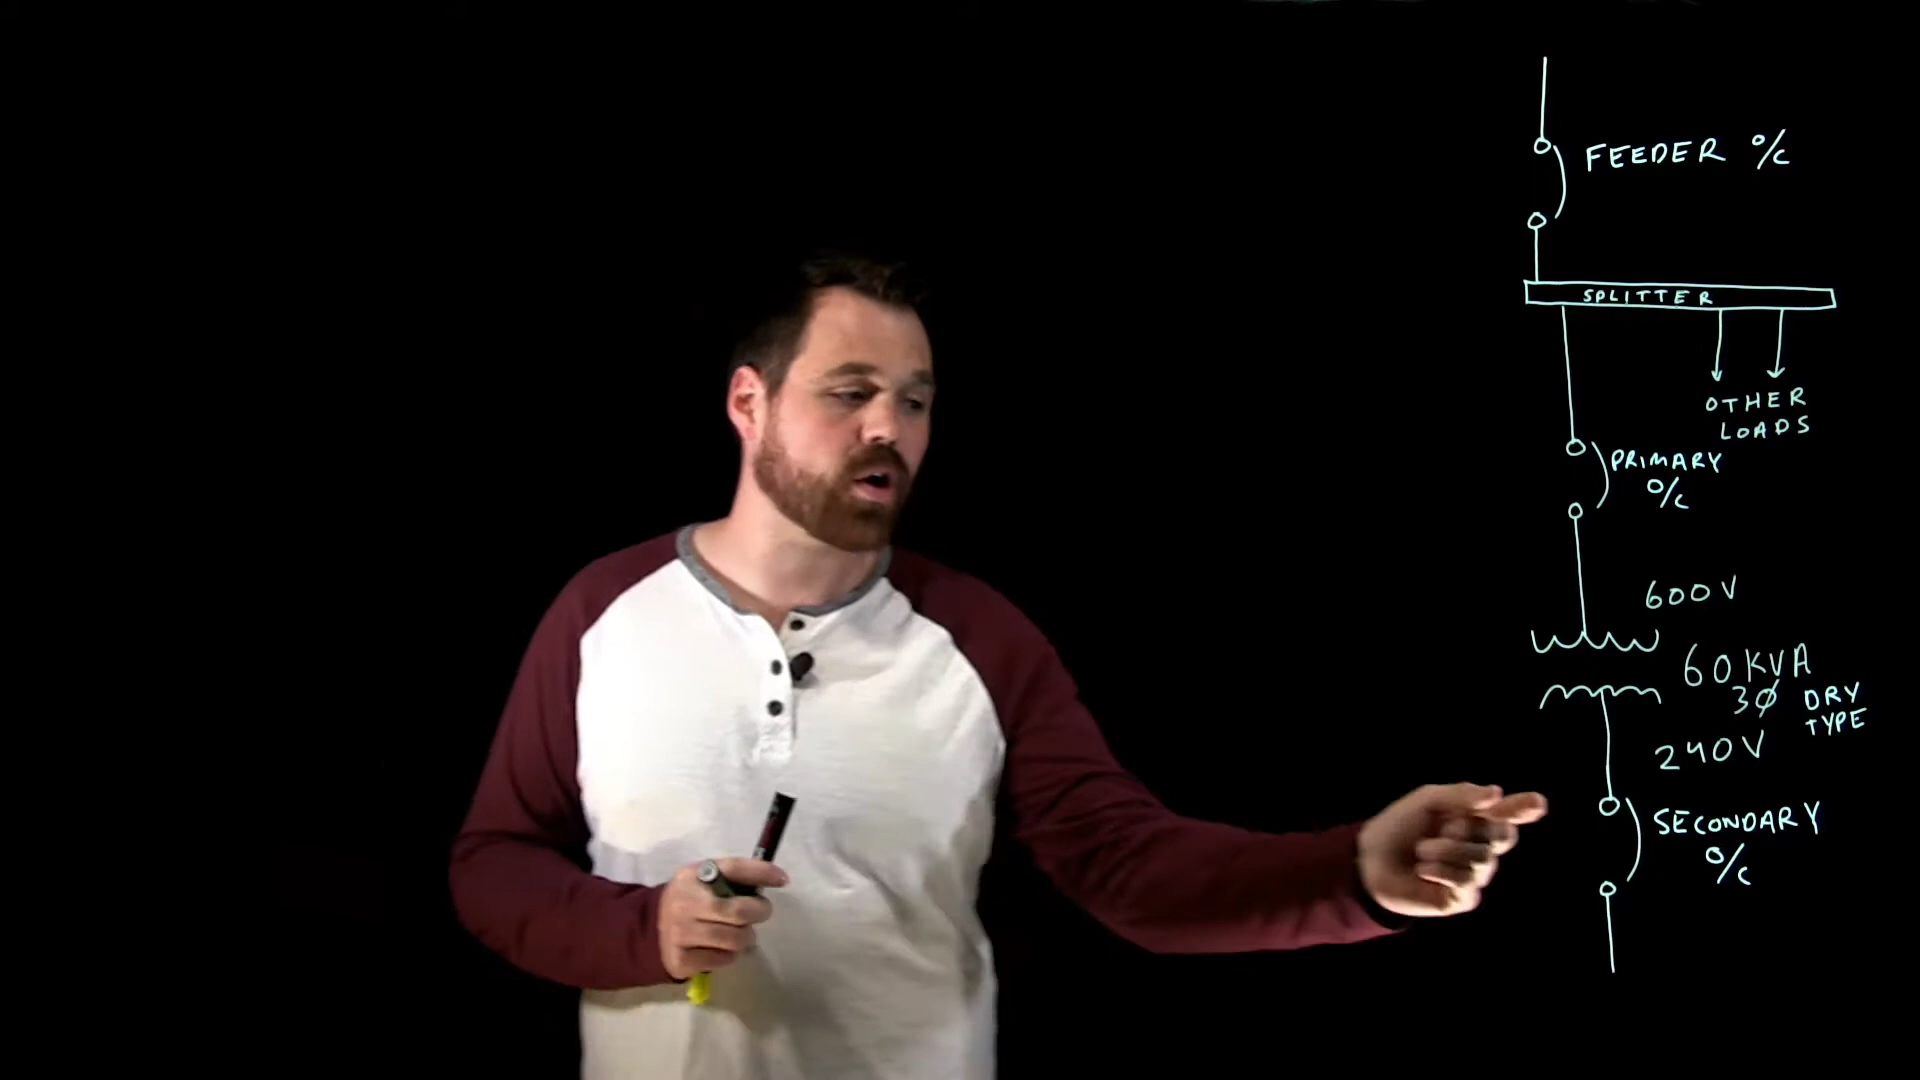 FEEDER O/C
SPLITTER
OTHER
LOADS
PRIMARY
O/C
600V
60KVA
3Ø DRY
TYPE
240V
SECONDARY
O/C